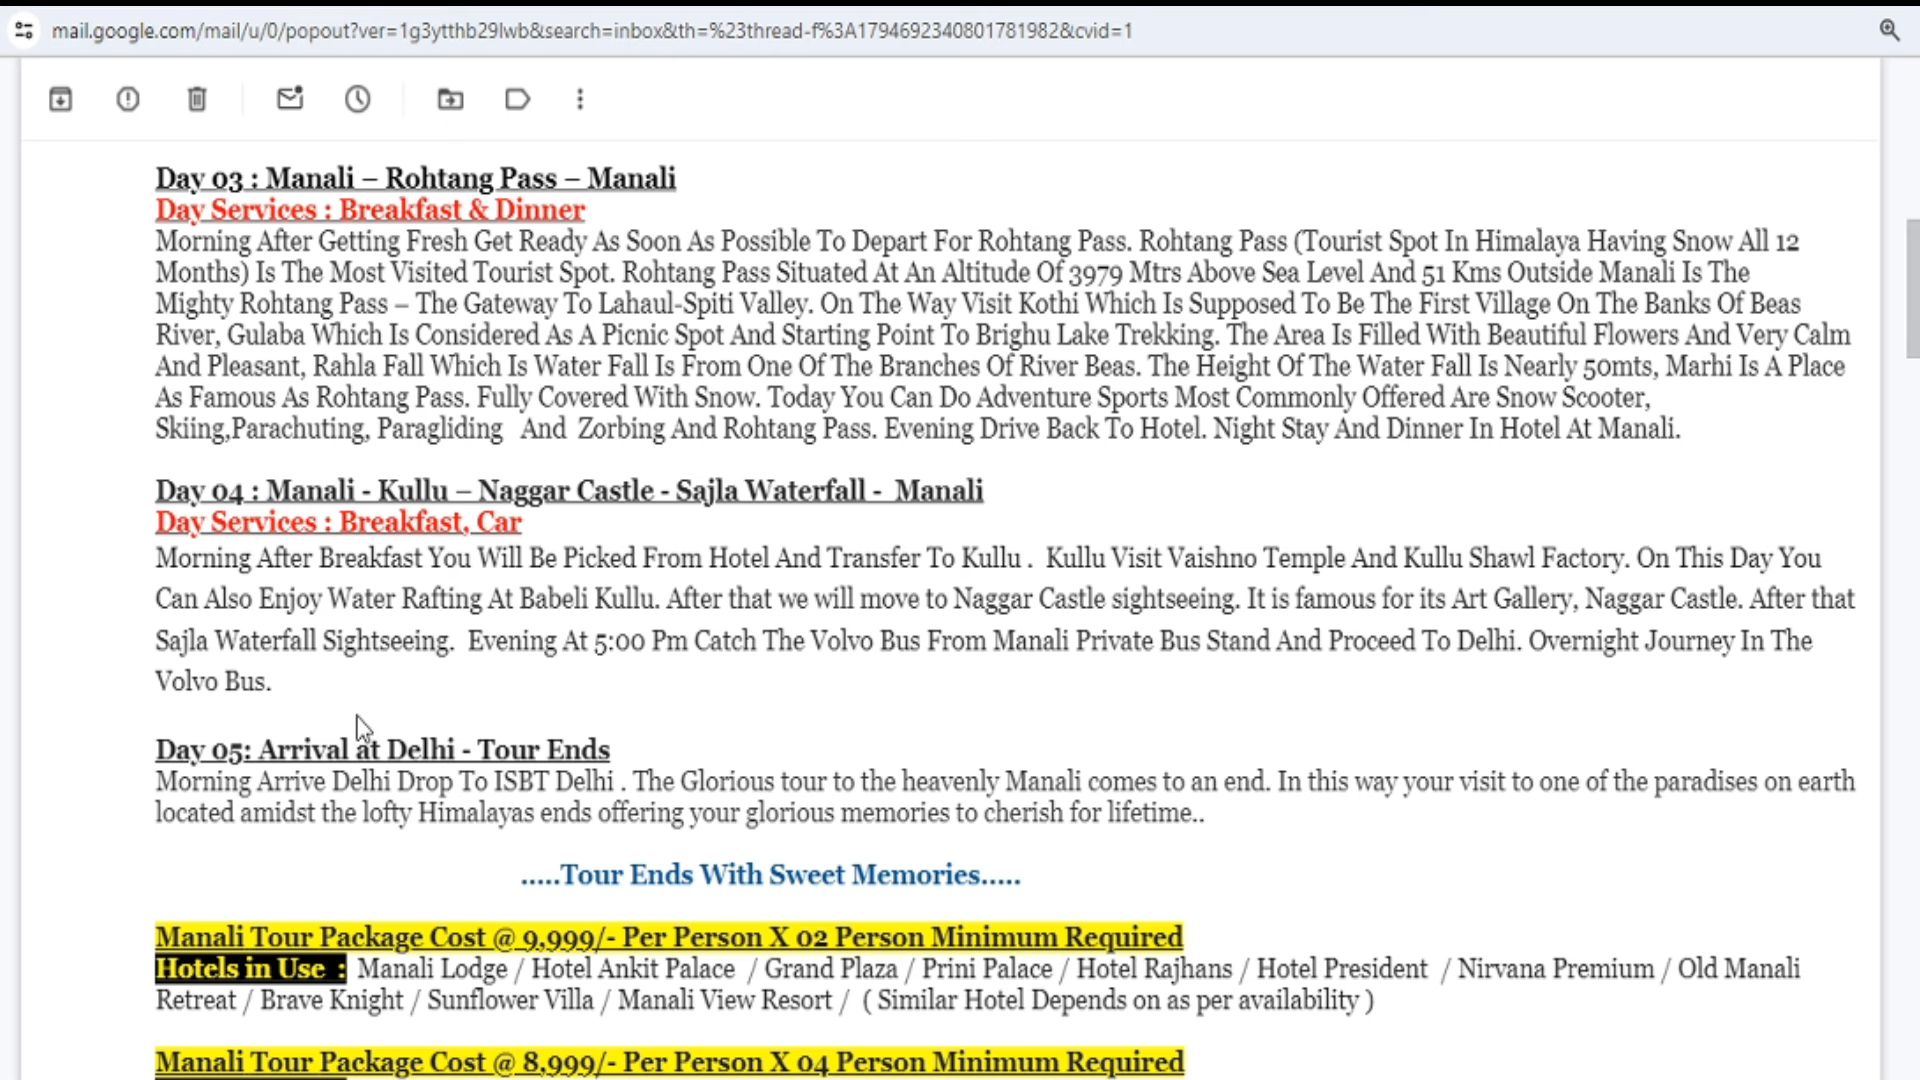 mail.google.com/mail/u/0/popout?ver=1g3ytthb29lwb&search=inbox&th=%23thread-f%3A1794692340801781982&cvid=1
Day 03 : Manali – Rohtang Pass – Manali
Day Services : Breakfast & Dinner
Morning After Getting Fresh Get Ready As Soon As Possible To Depart For Rohtang Pass. Rohtang Pass (Tourist Spot In Himalaya Having Snow All 12
Months) Is The Most Visited Tourist Spot. Rohtang Pass Situated At An Altitude Of 3979 Mtrs Above Sea Level And 51 Kms Outside Manali Is The
Mighty Rohtang Pass – The Gateway To Lahaul-Spiti Valley. On The Way Visit Kothi Which Is Supposed To Be The First Village On The Banks Of Beas
River, Gulaba Which Is Considered As A Picnic Spot And Starting Point To Brighu Lake Trekking. The Area Is Filled With Beautiful Flowers And Very Calm
And Pleasant, Rahla Fall Which Is Water Fall Is From One Of The Branches Of River Beas. The Height Of The Water Fall Is Nearly 50mts, Marhi Is A Place
As Famous As Rohtang Pass. Fully Covered With Snow. Today You Can Do Adventure Sports Most Commonly Offered Are Snow Scooter,
Skiing,Parachuting, Paragliding And Zorbing And Rohtang Pass. Evening Drive Back To Hotel. Night Stay And Dinner In Hotel At Manali.
Day 04 : Manali - Kullu – Naggar Castle - Sajla Waterfall - Manali
Day Services : Breakfast, Car
Morning After Breakfast You Will Be Picked From Hotel And Transfer To Kullu . Kullu Visit Vaishno Temple And Kullu Shawl Factory. On This Day You
Can Also Enjoy Water Rafting At Babeli Kullu. After that we will move to Naggar Castle sightseeing. It is famous for its Art Gallery, Naggar Castle. After that
Sajla Waterfall Sightseeing. Evening At 5:00 Pm Catch The Volvo Bus From Manali Private Bus Stand And Proceed To Delhi. Overnight Journey In The
Volvo Bus.
Day 05: Arrival at Delhi - Tour Ends
Morning Arrive Delhi Drop To ISBT Delhi . The Glorious tour to the heavenly Manali comes to an end. In this way your visit to one of the paradises on earth
located amidst the lofty Himalayas ends offering your glorious memories to cherish for lifetime..
.....Tour Ends With Sweet Memories.....
Manali Tour Package Cost @ 9,999/- Per Person X 02 Person Minimum Required
Hotels in Use : Manali Lodge / Hotel Ankit Palace / Grand Plaza / Prini Palace / Hotel Rajhans / Hotel President / Nirvana Premium / Old Manali
Retreat / Brave Knight / Sunflower Villa / Manali View Resort / ( Similar Hotel Depends on as per availability )
Manali Tour Package Cost @ 8,999/- Per Person X 04 Person Minimum Required